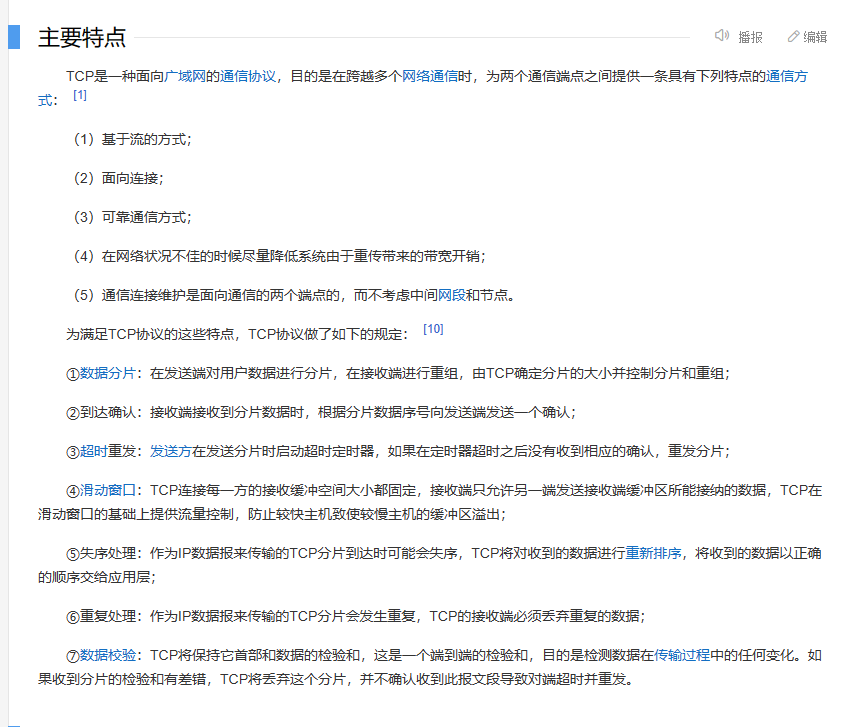 主要特点
播报 编辑
TCP是一种面向广域网的通信协议，目的是在跨越多个网络通信时，为两个通信端点之间提供一条具有下列特点的通信方
式： [1]
（1）基于流的方式；
（2）面向连接；
（3）可靠通信方式；
（4）在网络状况不佳的时候尽量降低系统由于重传带来的带宽开销；
（5）通信连接维护是面向通信的两个端点的，而不考虑中间网段和节点。
为满足TCP协议的这些特点，TCP协议做了如下的规定： [10]
①数据分片：在发送端对用户数据进行分片，在接收端进行重组，由TCP确定分片的大小并控制分片和重组；
②到达确认：接收端接收到分片数据时，根据分片数据序号向发送端发送一个确认；
③超时重发：发送方在发送分片时启动超时定时器，如果在定时器超时之后没有收到相应的确认，重发分片；
④滑动窗口：TCP连接每一方的接收缓冲空间大小都固定，接收端只允许另一端发送接收端缓冲区所能接纳的数据，TCP在
滑动窗口的基础上提供流量控制，防止较快主机致使较慢主机的缓冲区溢出；
⑤失序处理：作为IP数据报来传输的TCP分片到达时可能会失序，TCP将对收到的数据进行重新排序，将收到的数据以正确
的顺序交给应用层；
⑥重复处理：作为IP数据报来传输的TCP分片会发生重复，TCP的接收端必须丢弃重复的数据；
⑦数据校验：TCP将保持它首部和数据的检验和，这是一个端到端的检验和，目的是检测数据在传输过程中的任何变化。如
果收到分片的检验和有差错，TCP将丢弃这个分片，并不确认收到此报文段导致对端超时并重发。